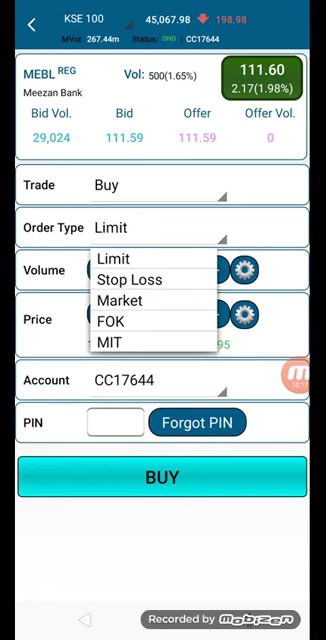 KSE 100 45,067.98 198.98
MVol: 267.44m Status: OHO CC17644
MEBL REG Vol: 500(1.65%) 111.60
Meezan Bank 2.17(1.98%)
Bid Vol. Bid Offer Offer Vol.
29,024 111.59 111.59 0
Trade Buy
Order Type Limit
Limit
Volume Stop Loss
Market
Price FOK
MIT 95
Account CC17644
PIN Forgot PIN
BUY
10:17
Recorded by Mobizen